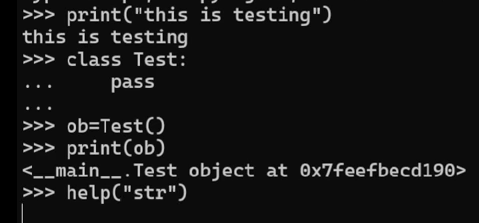 >>> print("this is testing")
this is testing
>>> class Test:
...     pass
...
>>> ob=Test()
>>> print(ob)
<__main__.Test object at 0x7feefbecd190>
>>> help("str")